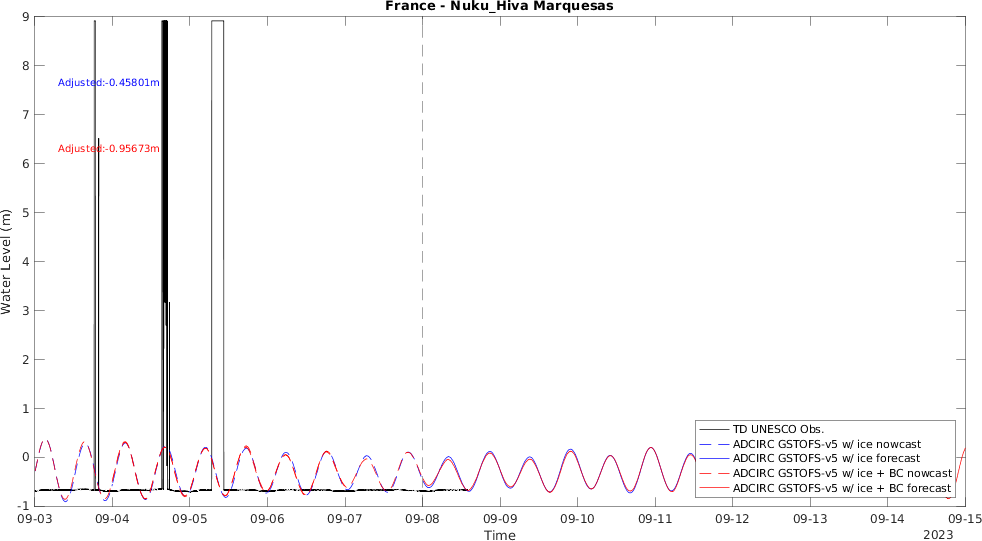 France - Nuku_Hiva Marquesas
9
8
7
6
5
4
3
2
1
0
-1
Water Level (m)
Adjusted:-0.45801m
Adjusted:-0.95673m
TD UNESCO Obs.
ADCIRC GSTOFS-v5 w/ ice nowcast
ADCIRC GSTOFS-v5 w/ ice forecast
ADCIRC GSTOFS-v5 w/ ice + BC nowcast
ADCIRC GSTOFS-v5 w/ ice + BC forecast
09-03 09-04 09-05 09-06 09-07 09-08 09-09 09-10 09-11 09-12 09-13 09-14 09-15
Time
2023